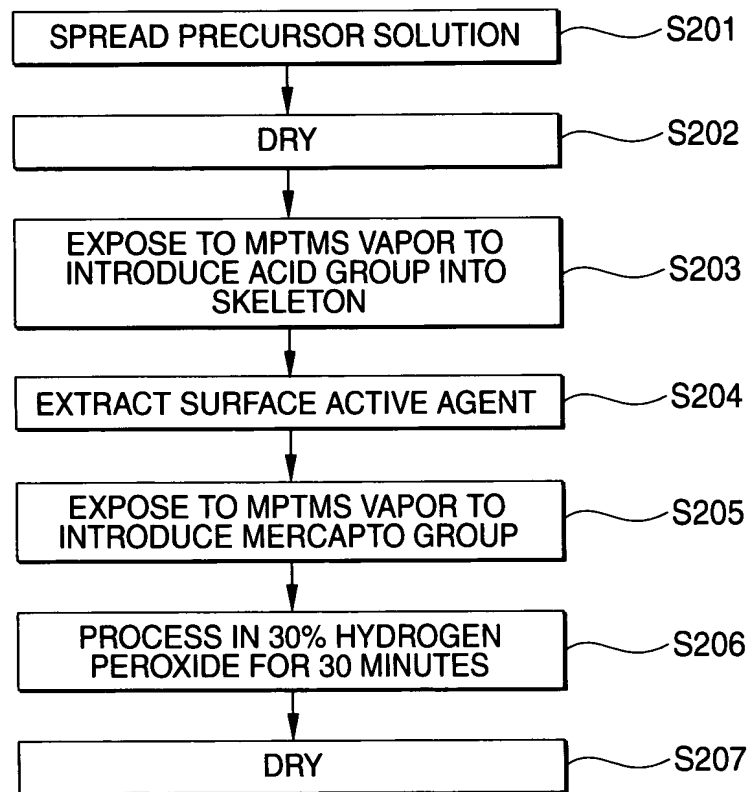 SPREAD PRECURSOR SOLUTION
S201
DRY
S202
EXPOSE TO MPTMS VAPOR TO
INTRODUCE ACID GROUP INTO
SKELETON
S203
EXTRACT SURFACE ACTIVE AGENT
S204
EXPOSE TO MPTMS VAPOR TO
INTRODUCE MERCAPTO GROUP
S205
PROCESS IN 30% HYDROGEN
PEROXIDE FOR 30 MINUTES
S206
DRY
S207